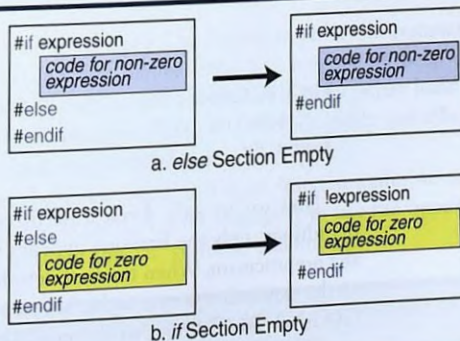 #if expression
code for non-zero
expression
#else
#endif
#if expression
code for non-zero
expression
#endif
a. else Section Empty
#if expression
#else
code for zero
expression
#endif
#if !expression
code for zero
expression
#endif
b. if Section Empty